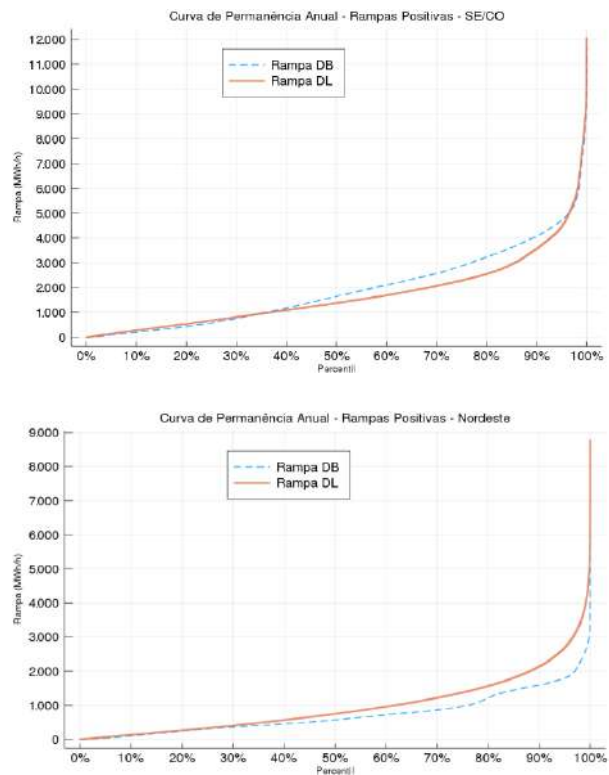 Curva de Permanência Anual - Rampas Positivas - SE/CO
12.000
11.000
10.000
9.000
8.000
7.000
6.000
5.000
4.000
3.000
2.000
1.000
0
Rampa (MWh/h)
Rampa DB
Rampa DL
0% 10% 20% 30% 40% 50% 60% 70% 80% 90% 100%
Percentil
Curva de Permanência Anual - Rampas Positivas - Nordeste
9.000
8.000
7.000
6.000
5.000
4.000
3.000
2.000
1.000
0
Rampa (MWh/h)
Rampa DB
Rampa DL
0% 10% 20% 30% 40% 50% 60% 70% 80% 90% 100%
Percentil